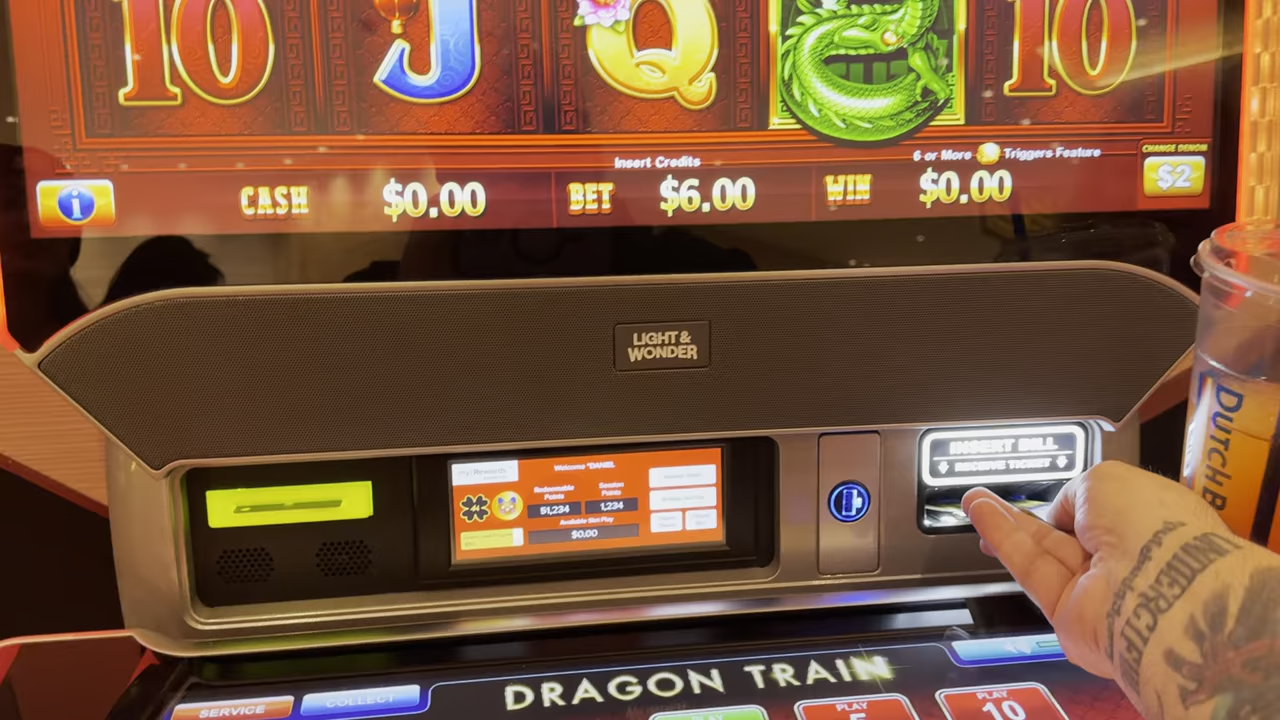 10
J
Q
10
Insert Credits
6 or More Triggers Feature
CHANGE DENOM
i
CASH
$0.00
BET
$6.00
WIN
$0.00
$2
LIGHT &
WONDER
INSERT BILL
RECEIVE TICKET
Welcome *DANIEL
Redeemable
Points
Session
Points
51,234
1,234
Available Slot Play
$0.00
DUTCH B
DRAGON TRAIN
SERVICE
COLLECT
PLAY
PLAY
5
PLAY
10